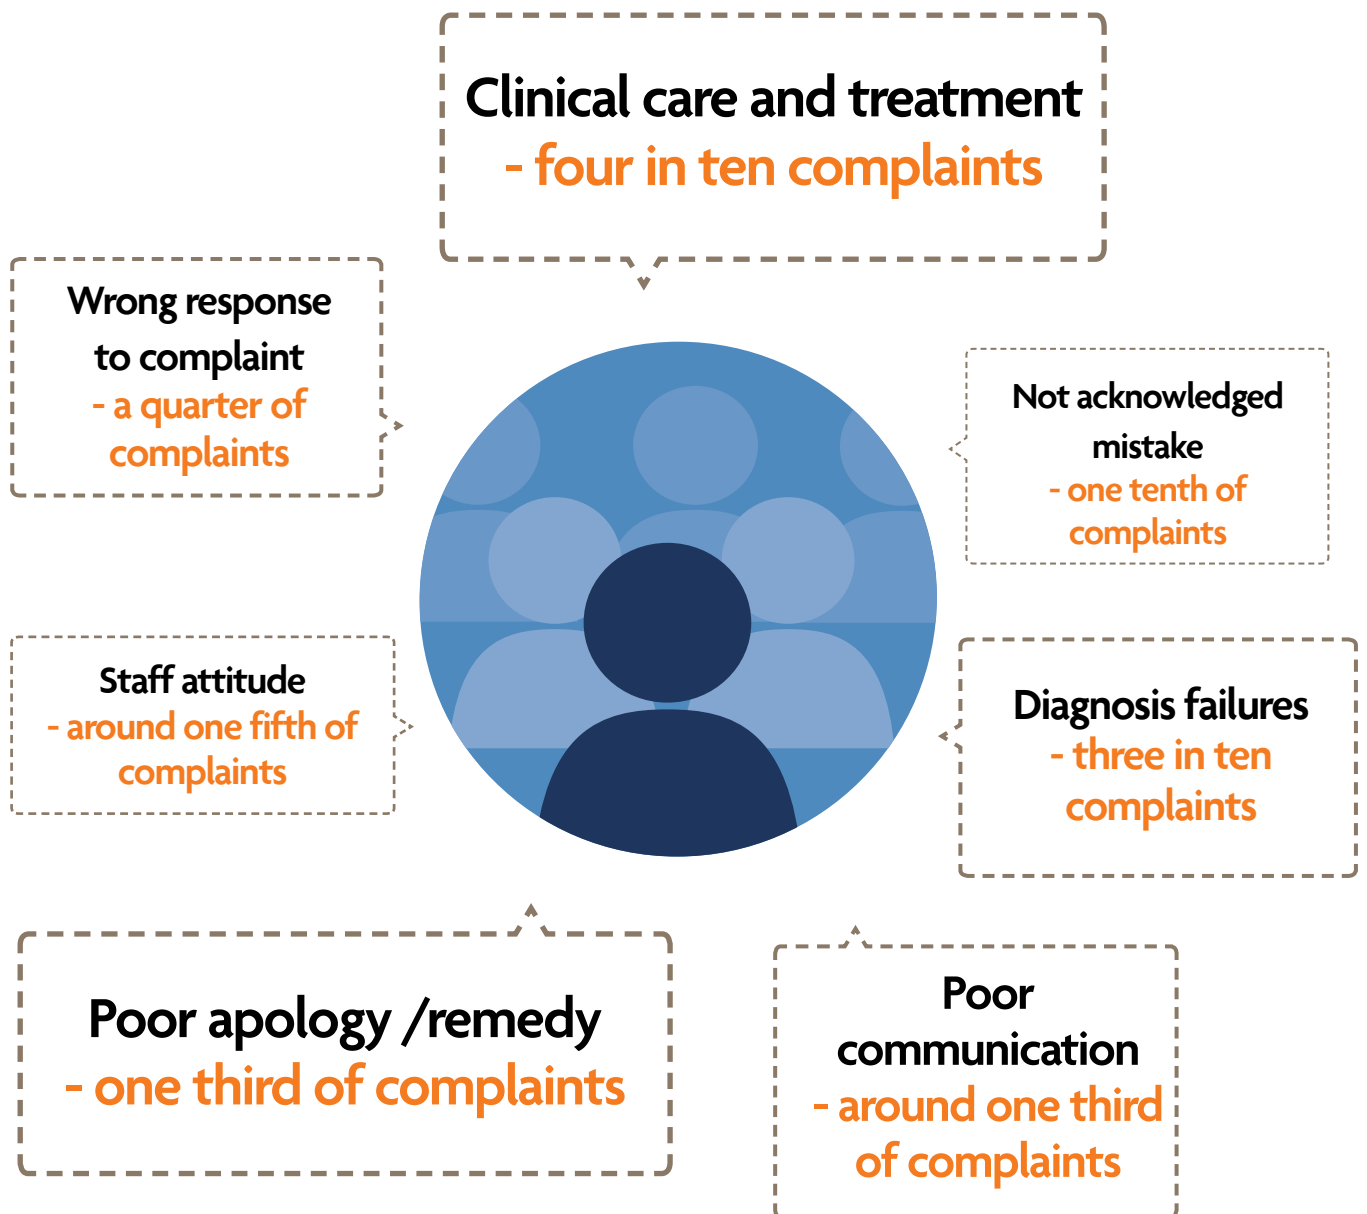 Clinical care and treatment
- four in ten complaints
Wrong response
to complaint
- a quarter of
complaints
Not acknowledged
mistake
- one tenth of
complaints
Staff attitude
- around one fifth of
complaints
Diagnosis failures
- three in ten
complaints
Poor apology /remedy
- one third of complaints
Poor
communication
- around one third
of complaints